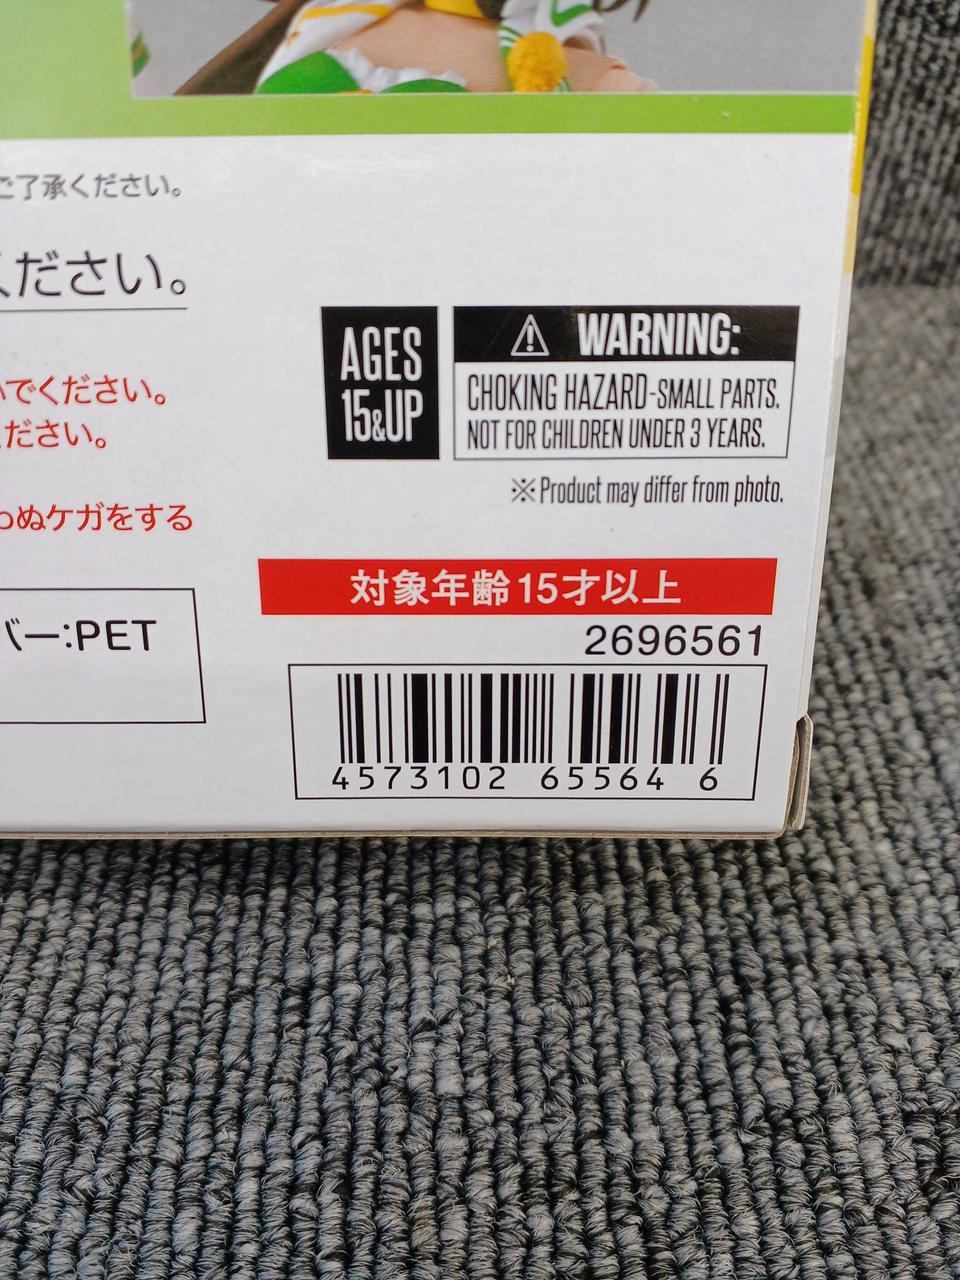 ご了承ください。
ください。
いでください。
ください。
わぬケガをする
バー:PET
AGES
15&UP
WARNING:
CHOKING HAZARD-SMALL PARTS.
NOT FOR CHILDREN UNDER 3 YEARS.
※Product may differ from photo.
対象年齢15才以上
2696561
4573102 65564 6